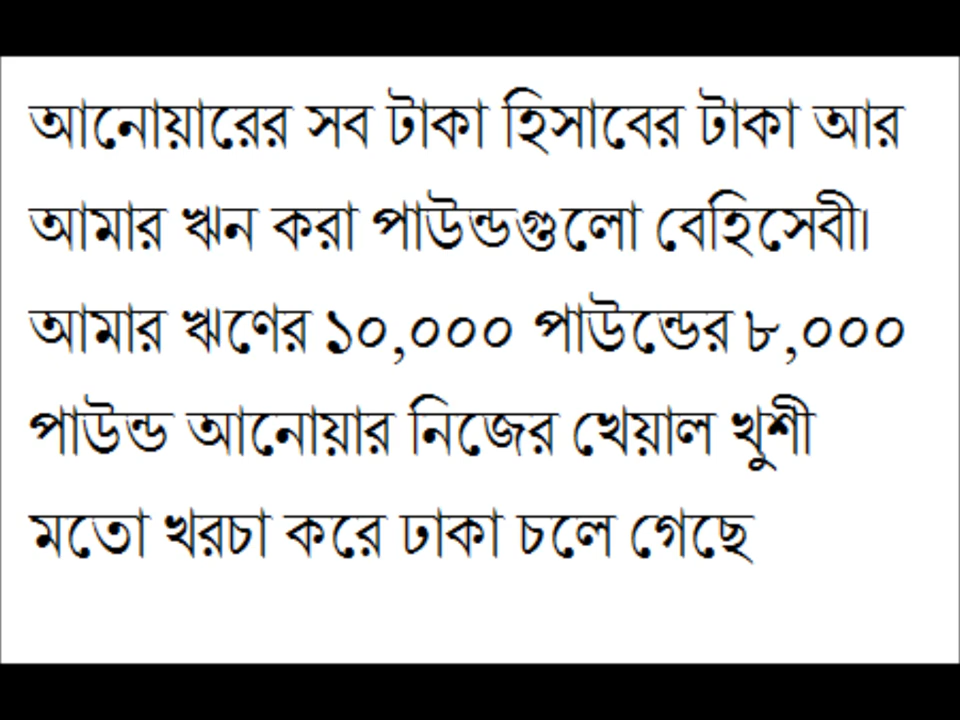 আনোয়ারের সব টাকা হিসাবের টাকা আর
আমার ঋন করা পাউন্ডগুলো বেহিসেবী।
আমার ঋণের ১০,০০০ পাউন্ডের ৮,০০০
পাউন্ড আনোয়ার নিজের খেয়াল খুশী
মতো খরচা করে ঢাকা চলে গেছে